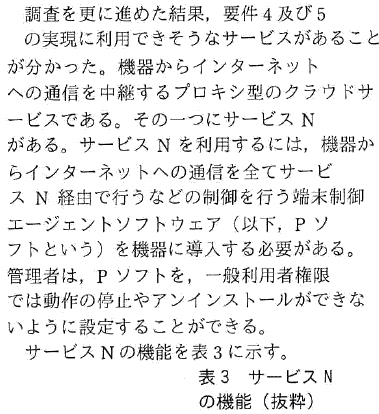 調査を更に進めた結果，要件４及び５
の実現に利用できそうなサービスがあること
が分かった。機器からインターネット
への通信を中継するプロキシ型のクラウドサ
ービスである。その一つにサービス N
がある。サービス N を利用するには，機器か
らインターネットへの通信を全てサービ
ス N 経由で行うなどの制御を行う端末制御
エージェントソフトウェア（以下，P ソ
フトという）を機器に導入する必要がある。
管理者は，P ソフトを，一般利用者権限
では動作の停止やアンインストールができな
いように設定することができる。
サービス N の機能を表３に示す。
表３　サービス N
の機能（抜粋）